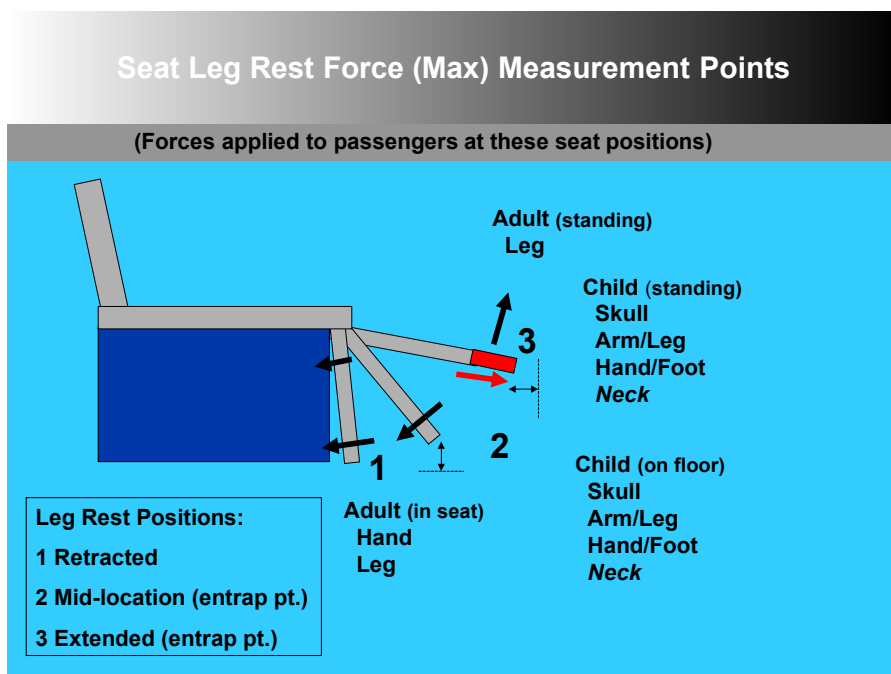 Seat Leg Rest Force (Max) Measurement Points
(Forces applied to passengers at these seat positions)
Adult (standing)
Leg
Child (standing)
Skull
Arm/Leg
Hand/Foot
Neck
3
2
1
Child (on floor)
Skull
Arm/Leg
Hand/Foot
Neck
Adult (in seat)
Hand
Leg
Leg Rest Positions:
1 Retracted
2 Mid-location (entrap pt.)
3 Extended (entrap pt.)